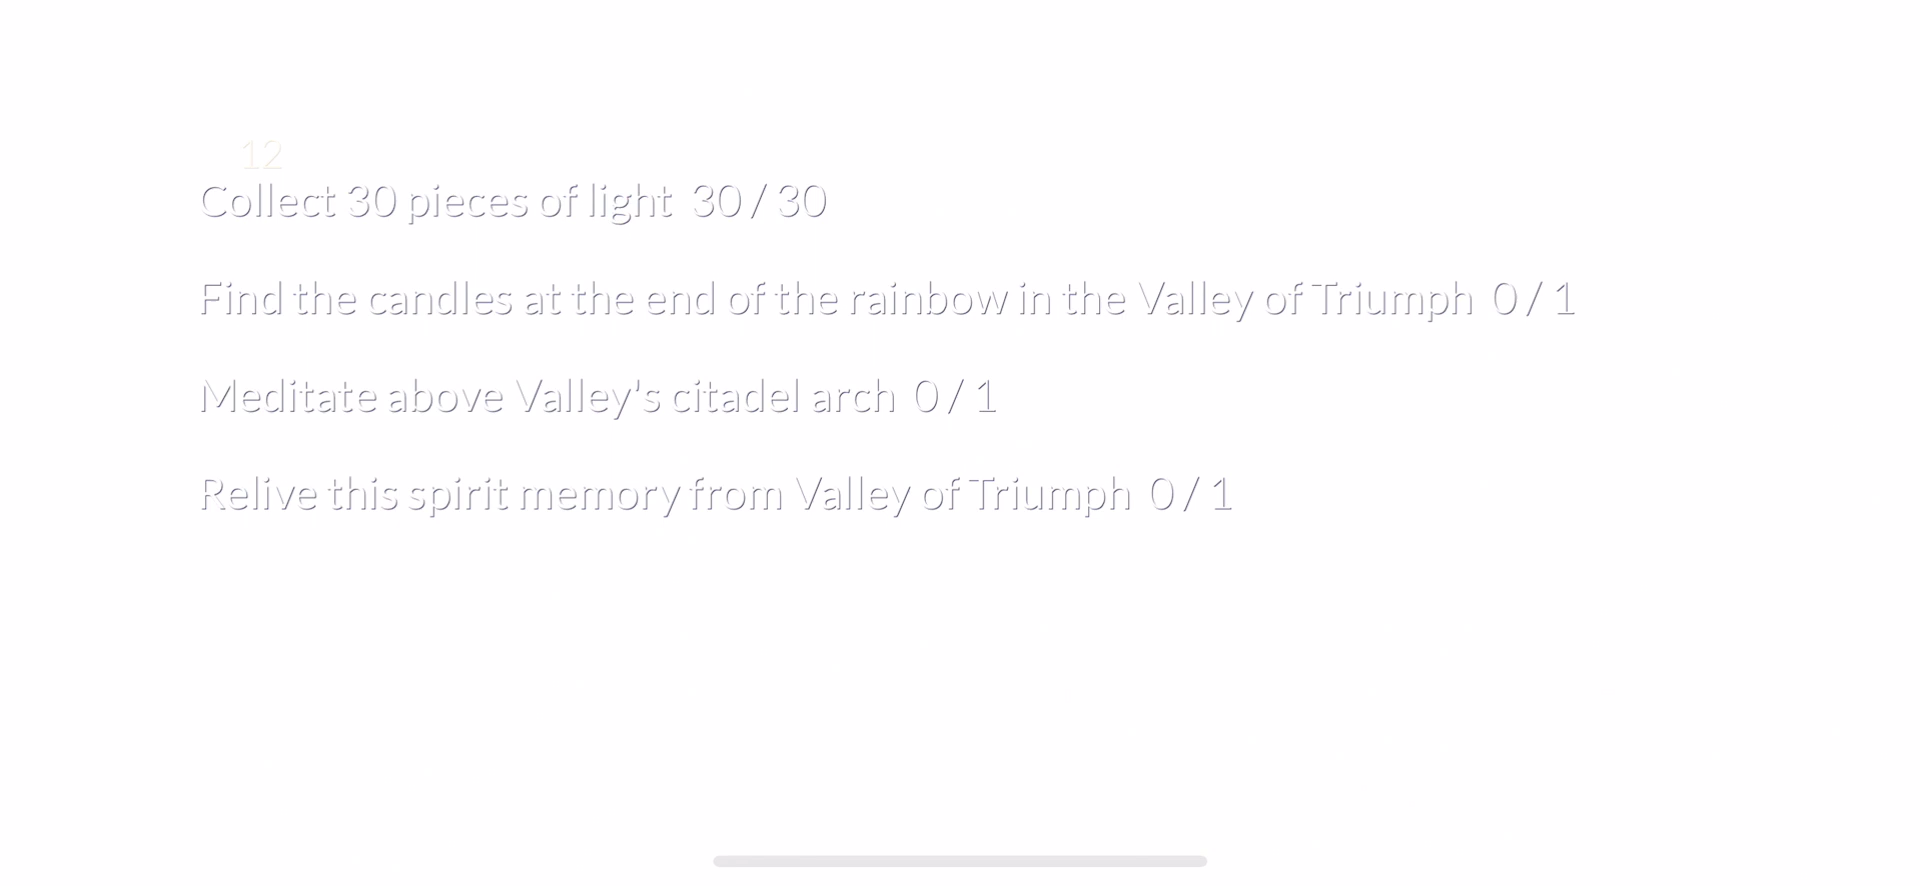 12
Collect 30 pieces of light 30 / 30
Find the candles at the end of the rainbow in the Valley of Triumph 0 / 1
Meditate above Valley's citadel arch 0 / 1
Relive this spirit memory from Valley of Triumph 0 / 1